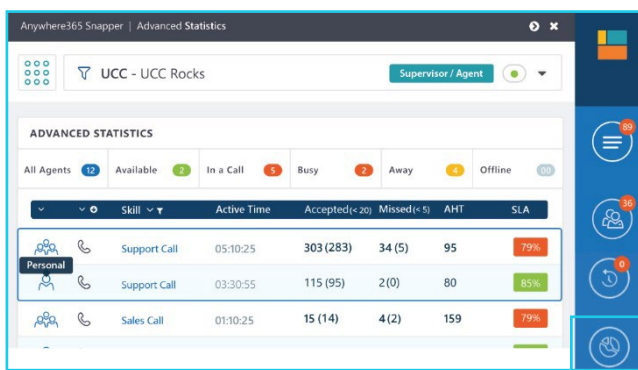 Anywhere365 Snapper | Advanced Statistics
UCC - UCC Rocks
Supervisor / Agent
ADVANCED STATISTICS
All Agents 12 Available 2 In a Call 5 Busy 2 Away 4 Offline 00
Skill Active Time Accepted(< 20) Missed(< 5) AHT SLA
Support Call 05:10:25 303 (283) 34 (5) 95 79%
Personal
Support Call 03:30:55 115 (95) 2(0) 80 85%
Sales Call 01:10:25 15 (14) 4 (2) 159 79%
89
36
0